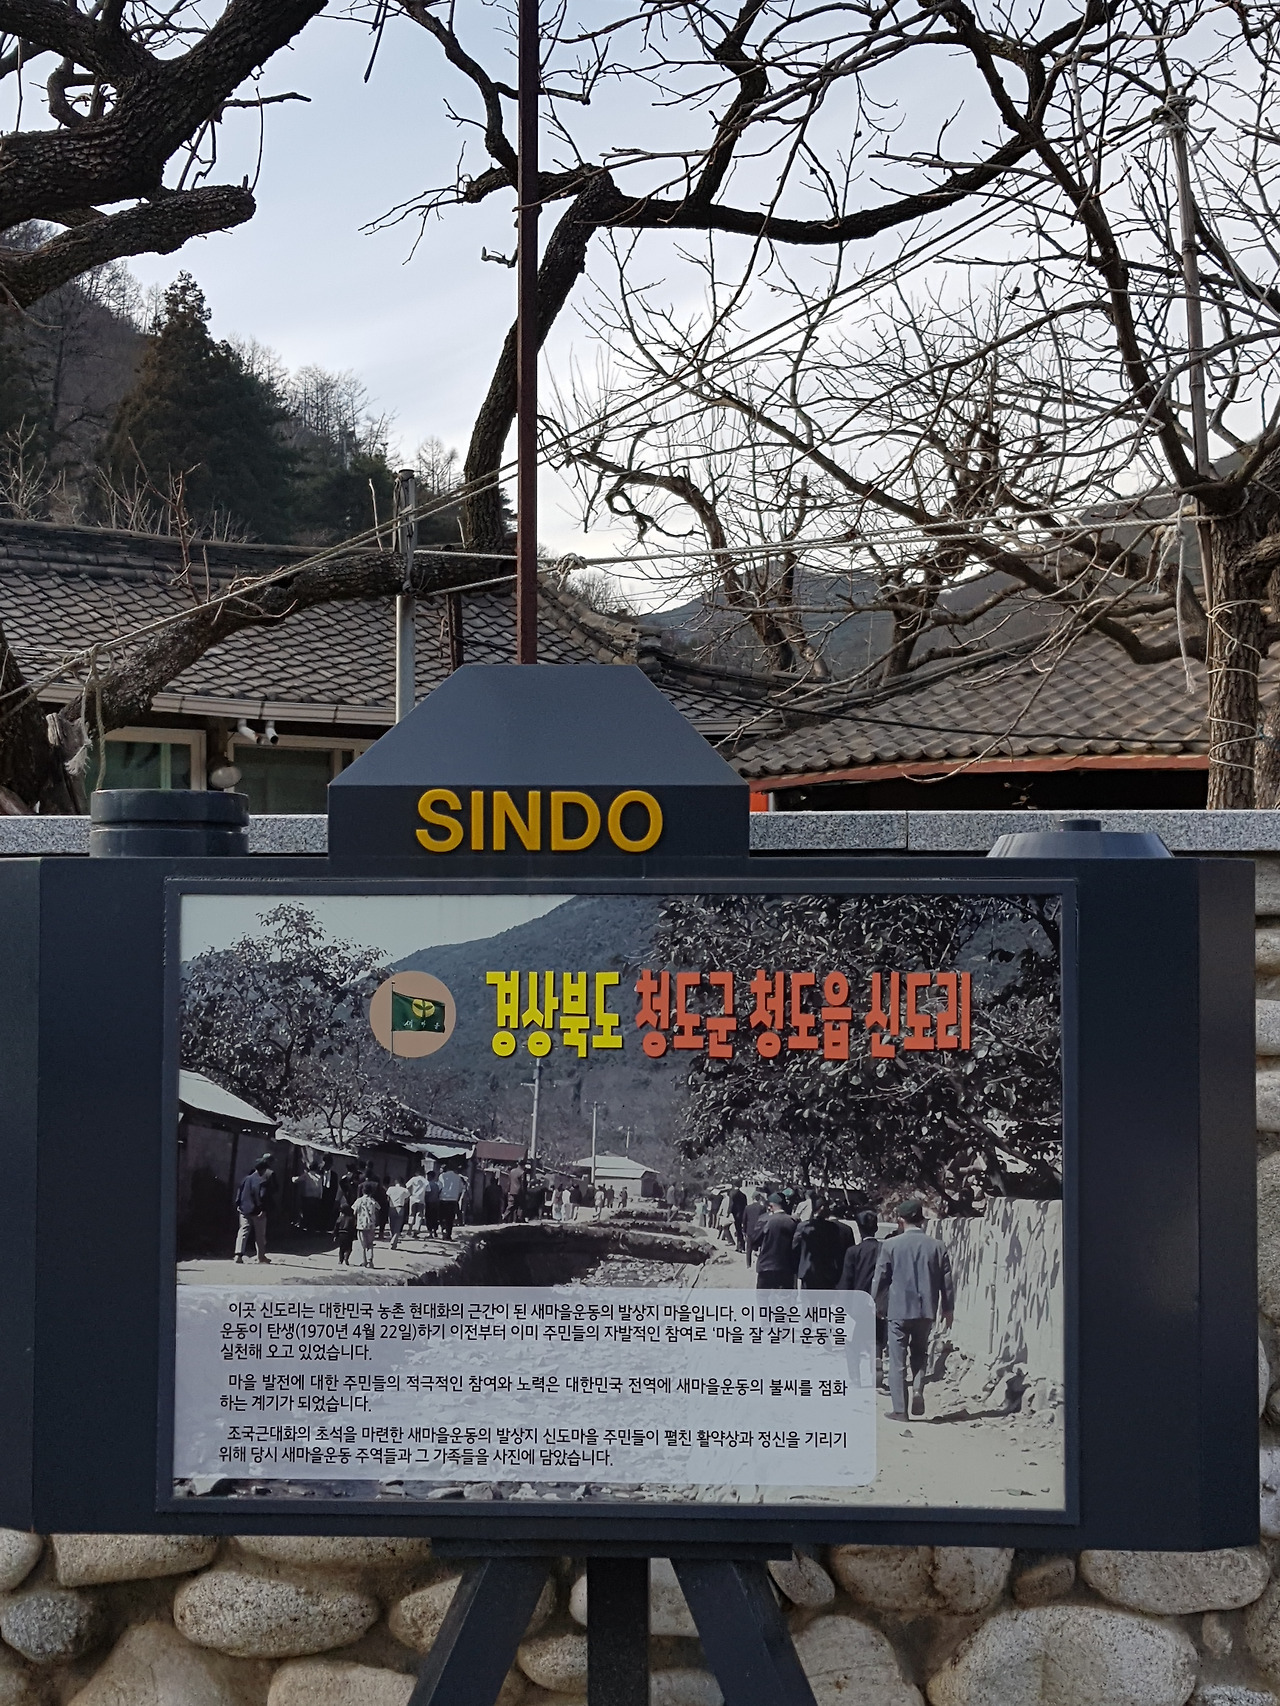 SINDO
새마을
경상북도 청도군 청도읍 신도리
이곳 신도리는 대한민국 농촌 현대화의 근간이 된 새마을운동의 발상지 마을입니다. 이 마을은 새마을
운동이 탄생(1970년 4월 22일)하기 이전부터 이미 주민들의 자발적인 참여로 '마을 잘 살기 운동'을
실천해 오고 있었습니다.
마을 발전에 대한 주민들의 적극적인 참여와 노력은 대한민국 전역에 새마을운동의 불씨를 점화
하는 계기가 되었습니다.
조국근대화의 초석을 마련한 새마을운동의 발상지 신도마을 주민들이 펼친 활약상과 정신을 기리기
위해 당시 새마을운동 주역들과 그 가족들을 사진에 담았습니다.